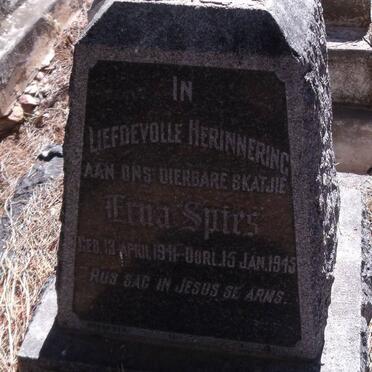 IN
LIEFDEVOLLE HERINNERING
AAN ONS DIERBARE SKATJIE
Erna Spies
GEB. 13 APRIL 1941-OORL. 15 JAN. 1945
RUS SAG IN JESUS SE ARMS.